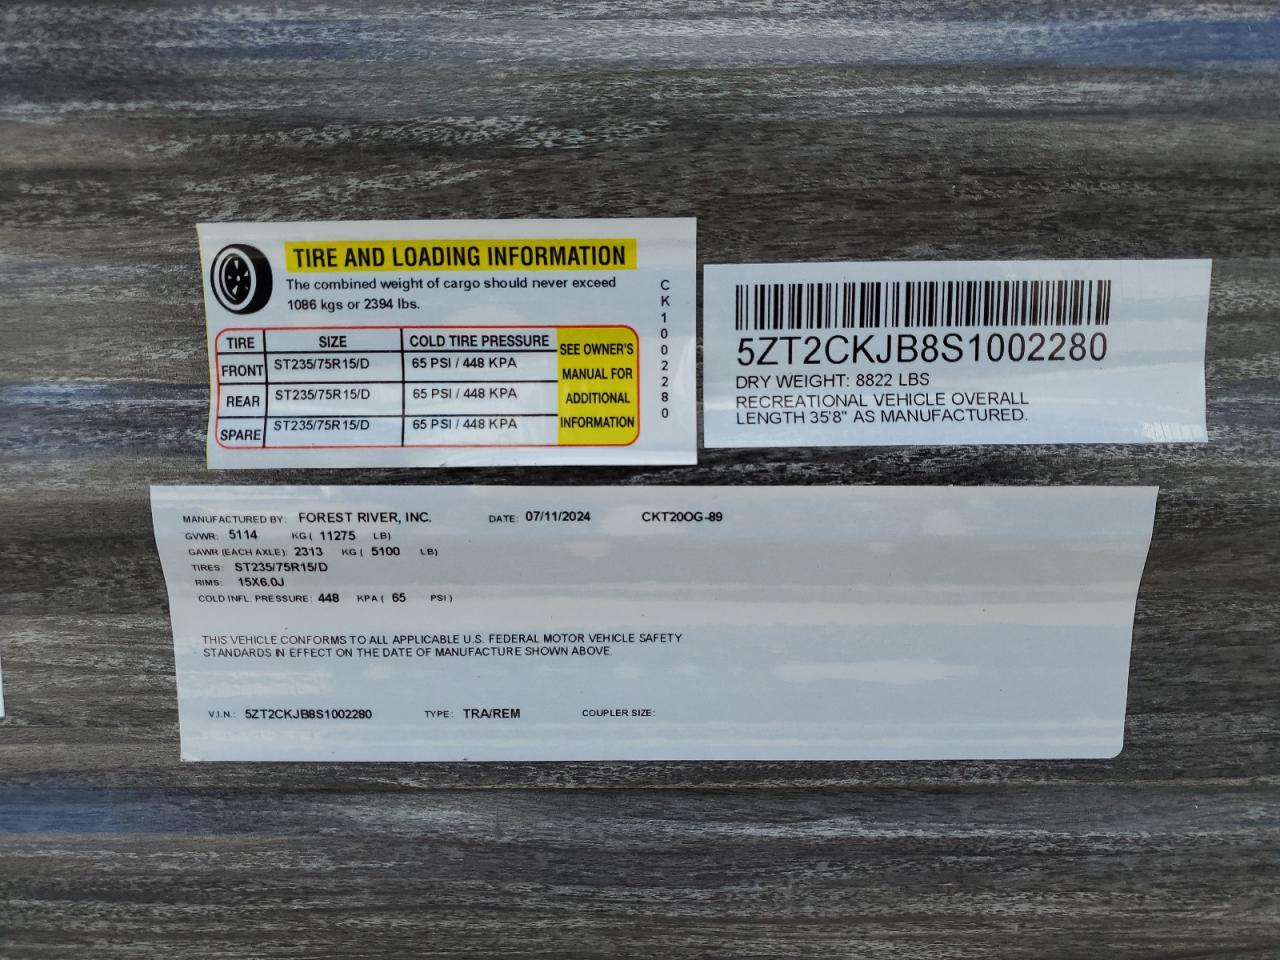 TIRE AND LOADING INFORMATION
The combined weight of cargo should never exceed
1086 kgs or 2394 lbs.
TIRE SIZE COLD TIRE PRESSURE
FRONT ST235/75R15/D 65 PSI / 448 KPA
REAR ST235/75R15/D 65 PSI / 448 KPA
SPARE ST235/75R15/D 65 PSI / 448 KPA
SEE OWNER'S
MANUAL FOR
ADDITIONAL
INFORMATION
CK1002280
5ZT2CKJB8S1002280
DRY WEIGHT: 8822 LBS
RECREATIONAL VEHICLE OVERALL
LENGTH 35'8" AS MANUFACTURED.
MANUFACTURED BY: FOREST RIVER, INC. DATE: 07/11/2024 CKT20OG-89
GVWR: 5114 KG ( 11275 LB)
GAWR (EACH AXLE): 2313 KG ( 5100 LB)
TIRES: ST235/75R15/D
RIMS: 15X6.0J
COLD INFL. PRESSURE: 448 KPA ( 65 PSI )
THIS VEHICLE CONFORMS TO ALL APPLICABLE U.S. FEDERAL MOTOR VEHICLE SAFETY
STANDARDS IN EFFECT ON THE DATE OF MANUFACTURE SHOWN ABOVE.
V.I.N.: 5ZT2CKJB8S1002280 TYPE: TRA/REM COUPLER SIZE: